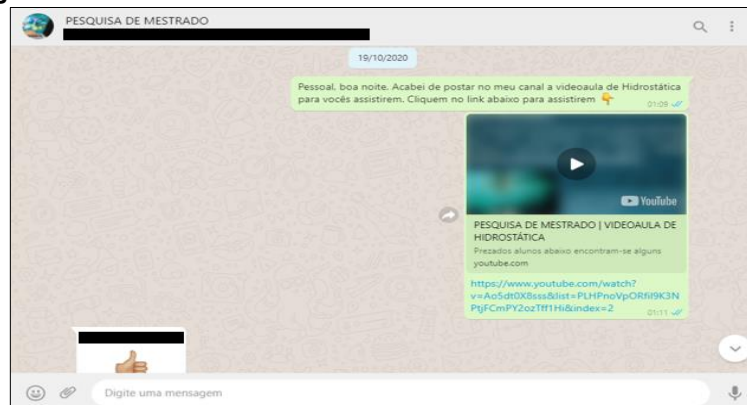 PESQUISA DE MESTRADO
19/10/2020
Pessoal, boa noite. Acabei de postar no meu canal a videoaula de Hidrostática
para vocês assistirem. Cliquem no link abaixo para assistirem 👇
01:09
YouTube
PESQUISA DE MESTRADO | VIDEOAULA DE
HIDROSTÁTICA
Prezados alunos abaixo encontram-se alguns
youtube.com
https://www.youtube.com/watch?
v=Ao5dt0X8sss&list=PLHPnoVpORfil9K3N
PtjFCmPY2ozTff1Hi&index=2
01:11
Digite uma mensagem